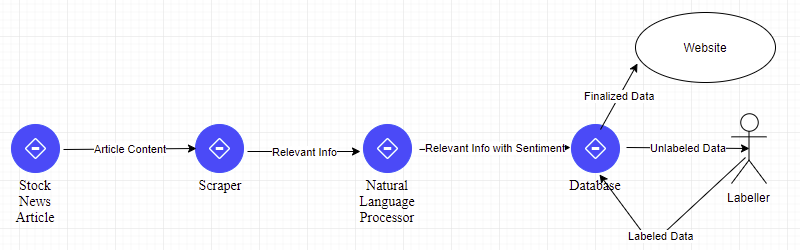 Website
Finalized Data
Article Content
Relevant Info
Relevant Info with Sentiment
Unlabeled Data
Stock
News
Article
Scraper
Natural
Language
Processor
Database
Labeller
Labeled Data